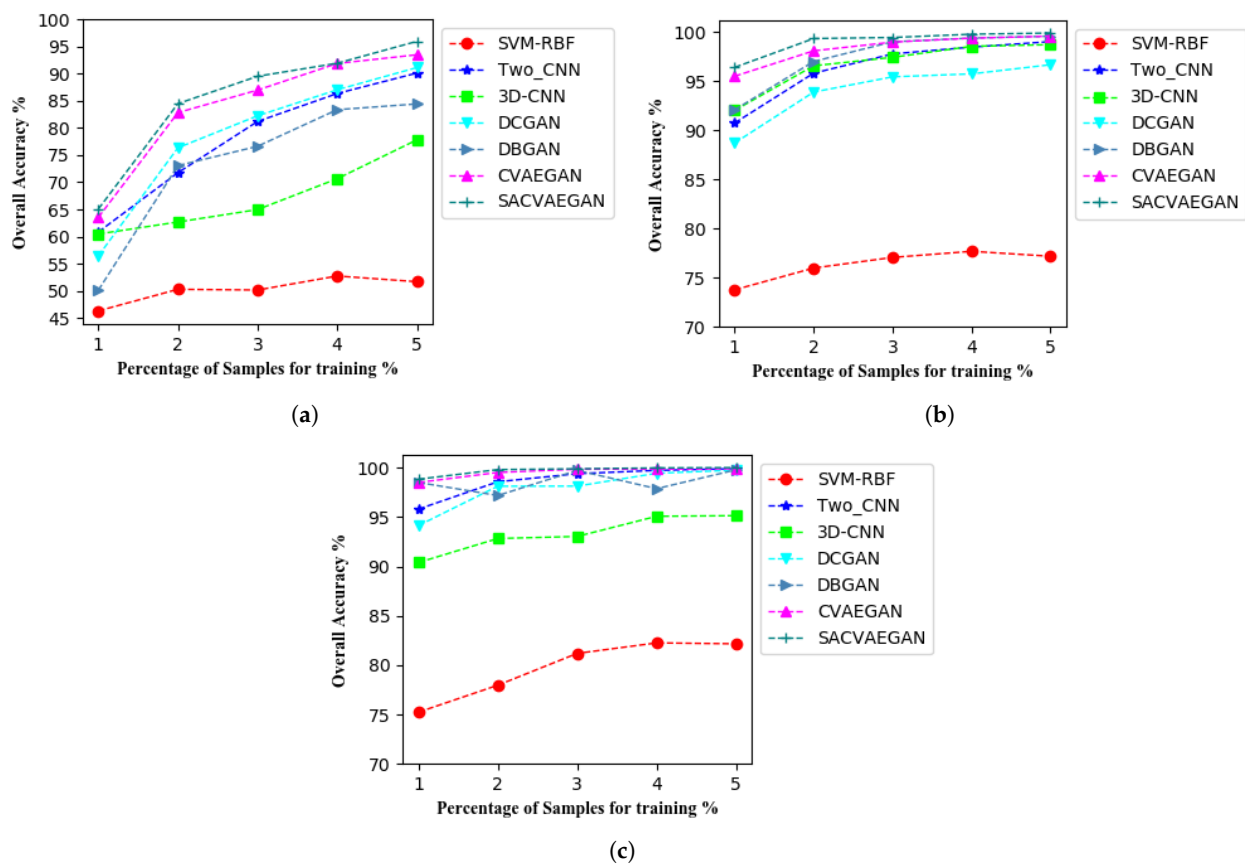 100
95
90
85
80
75
70
65
60
55
50
45
Overall Accuracy %
1 2 3 4 5
Percentage of Samples for training %
SVM-RBF
Two_CNN
3D-CNN
DCGAN
DBGAN
CVAEGAN
SACVAEGAN
(a)
100
95
90
85
80
75
70
Overall Accuracy %
1 2 3 4 5
Percentage of Samples for training %
SVM-RBF
Two_CNN
3D-CNN
DCGAN
DBGAN
CVAEGAN
SACVAEGAN
(b)
100
95
90
85
80
75
70
Overall Accuracy %
1 2 3 4 5
Percentage of Samples for training %
SVM-RBF
Two_CNN
3D-CNN
DCGAN
DBGAN
CVAEGAN
SACVAEGAN
(c)